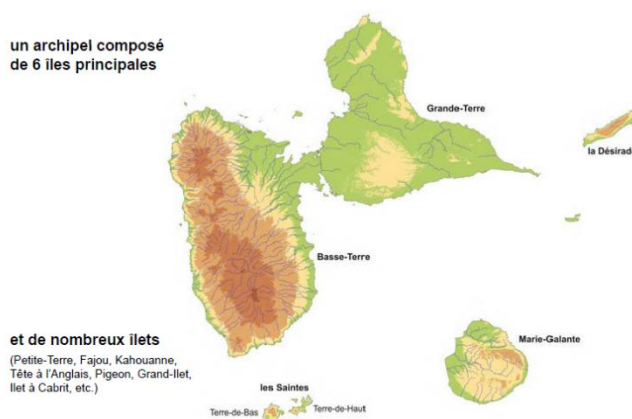 un archipel composé
de 6 îles principales
Grande-Terre
la Désirade
Basse-Terre
et de nombreux îlets
(Petite-Terre, Fajou, Kahouanne,
Tête à l'Anglais, Pigeon, Grand-Ilet,
Ilet à Cabrit, etc.)
Marie-Galante
les Saintes
Terre-de-Bas
Terre-de-Haut